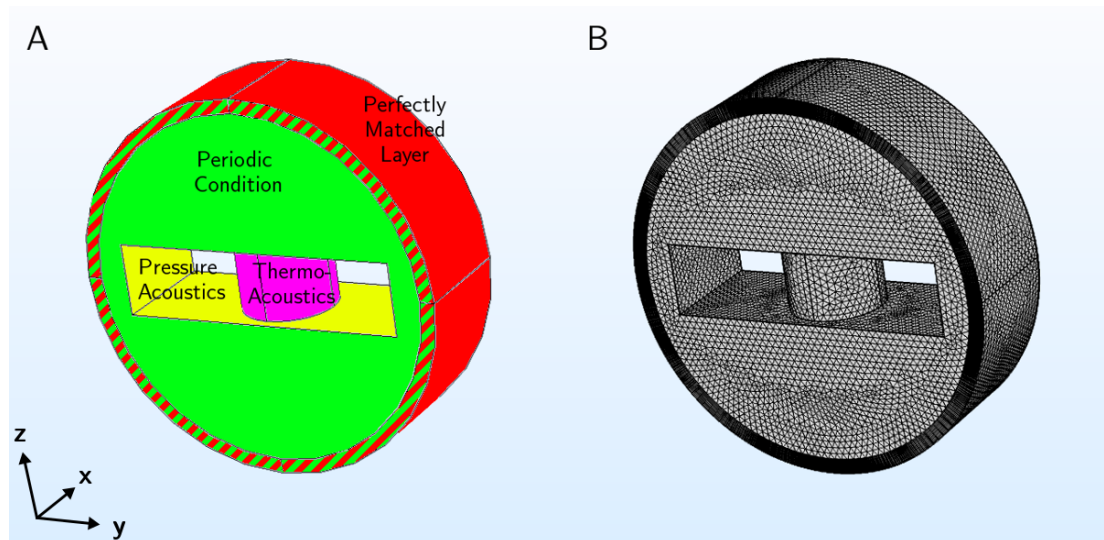 A
B
Perfectly
Matched
Layer
Periodic
Condition
Pressure
Acoustics
Thermo-
Acoustics
z
x
y